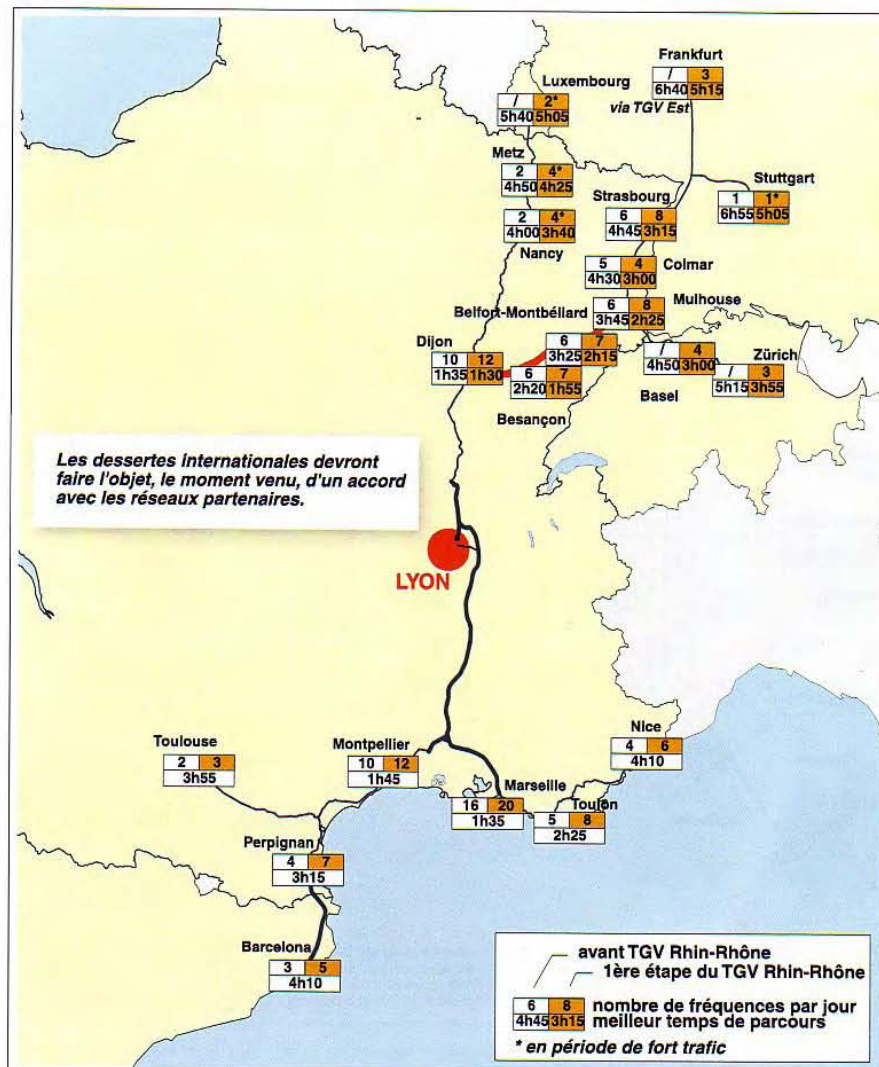 Frankfurt
/ 3
6h40 5h15
via TGV Est
Luxembourg
/ 2*
5h40 5h05
Metz
2 4*
4h50 4h25
Stuttgart
1 1*
6h55 5h05
Strasbourg
6 8
4h45 3h15
2 4*
4h00 3h40
Nancy
5 4
4h30 3h00
Colmar
6 8
3h45 2h25
Mulhouse
Belfort-Montbéliard
6 7
3h25 2h15
Dijon
10 12
1h35 1h30
/ 4
4h50 3h00
Basel
Zürich
/ 3
5h15 3h55
6 7
2h20 1h55
Besançon
Les dessertes internationales devront
faire l'objet, le moment venu, d'un accord
avec les réseaux partenaires.
LYON
Nice
4 6
4h10
Toulouse
2 3
3h55
Montpellier
10 12
1h45
Marseille
16 20
1h35
Toulon
5 8
2h25
Perpignan
4 7
3h15
Barcelona
3 5
4h10
avant TGV Rhin-Rhône
1ère étape du TGV Rhin-Rhône
6 8 nombre de fréquences par jour
4h45 3h15 meilleur temps de parcours
* en période de fort trafic